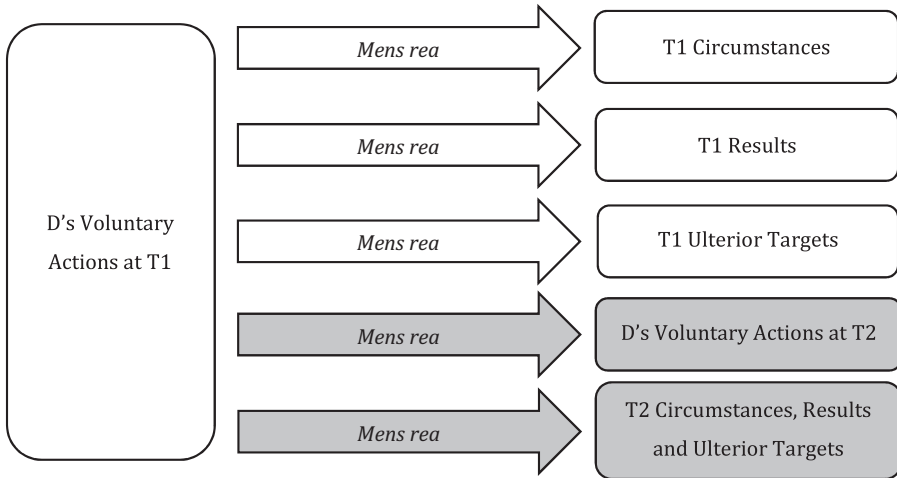 D’s Voluntary
Actions at T1
Mens rea
T1 Circumstances
Mens rea
T1 Results
Mens rea
T1 Ulterior Targets
Mens rea
D’s Voluntary Actions at T2
Mens rea
T2 Circumstances, Results
and Ulterior Targets